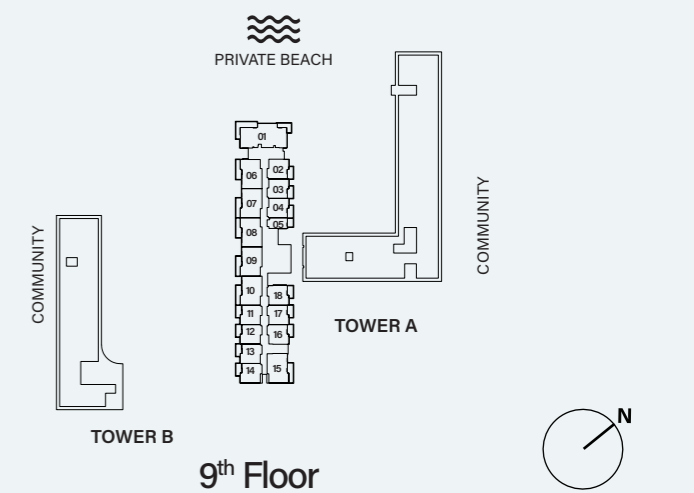 PRIVATE BEACH
01
06
02
03
07
04
05
08
09
10
18
11
17
12
16
13
14
15
COMMUNITY
COMMUNITY
TOWER A
TOWER B
N
9th Floor